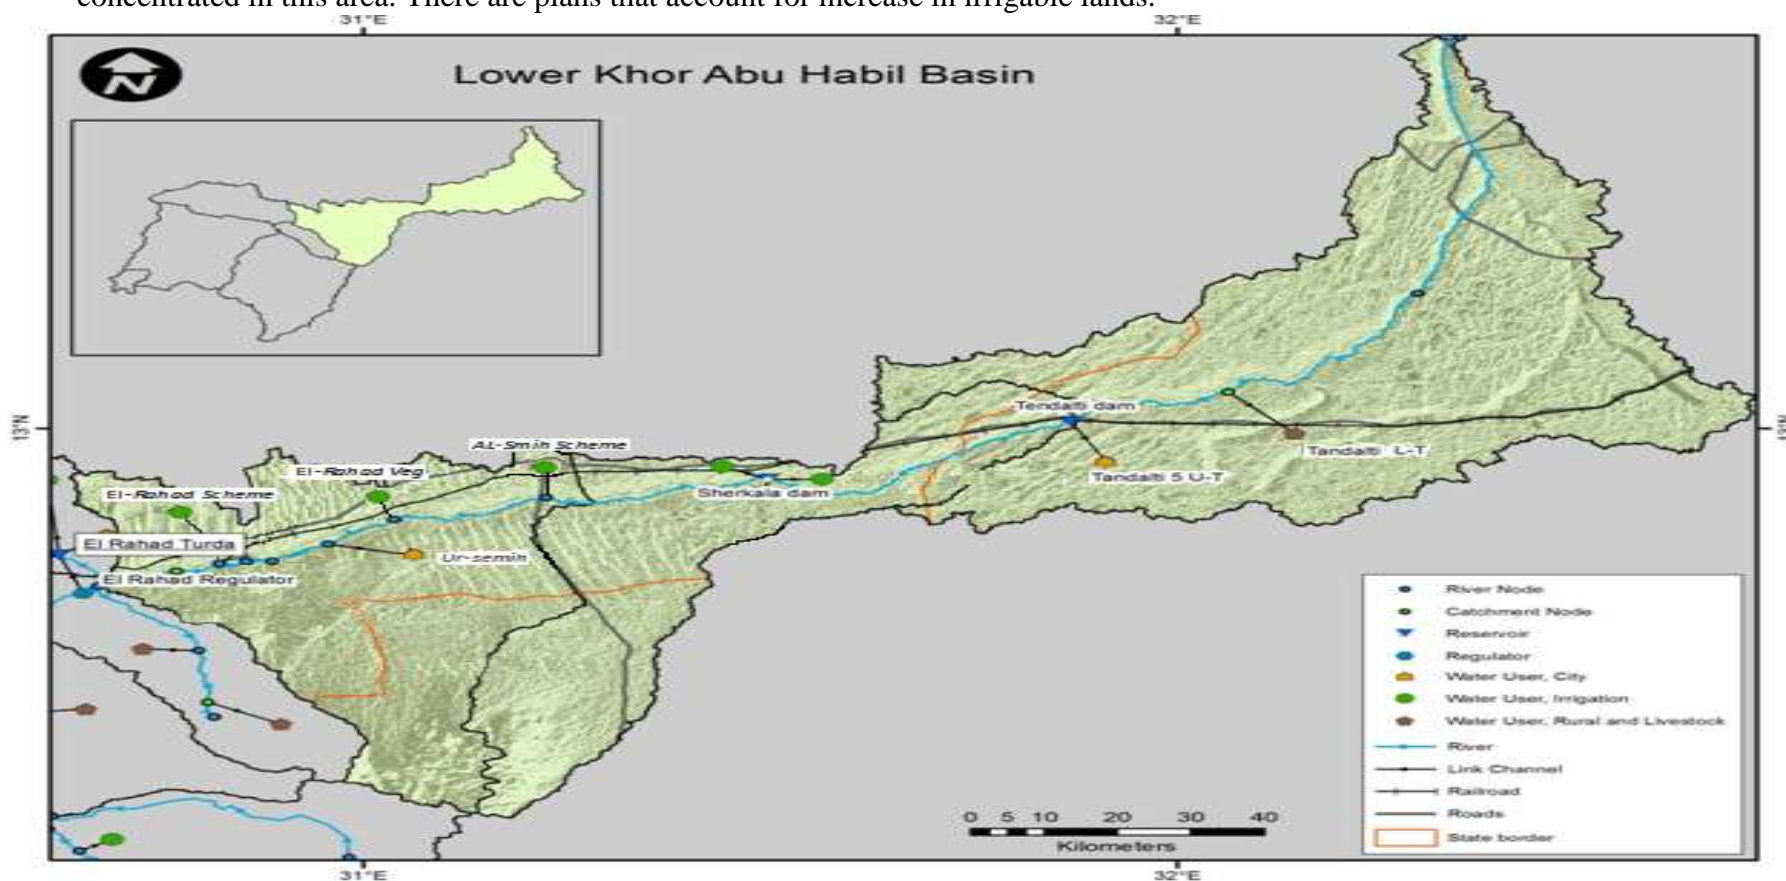 concentrated in this area. There are plans that account for increase in irrigable lands.
31°E 32°E
N
Lower Khor Abu Habil Basin
13°N 13°N
Tendalti dam
AL-Smih Scheme
Tandalti L-T
El-Rahad Veg
Tandalti 5 U-T
El-Rahad Scheme
Sherkala dam
El Rahad Turda
Ur-semih
El Rahad Regulator
River Node
Catchment Node
Reservoir
Regulator
Water User, City
Water User, Irrigation
Water User, Rural and Livestock
River
Link Channel
Railroad
Roads
State border
0 5 10 20 30 40
Kilometers
31°E 32°E